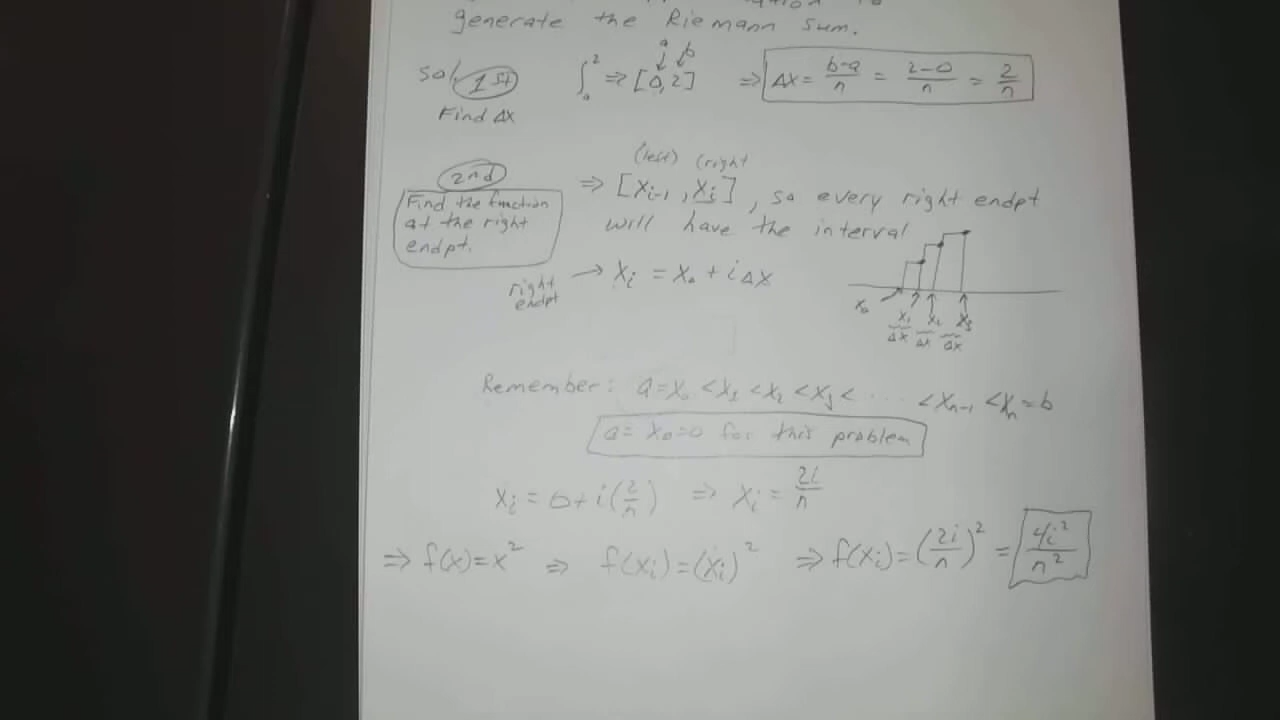 generate the Riemann Sum.
sol, 1st
Find Δx
∫₀² ⇒ [0,2] ⇒ Δx = b-a/n = 2-0/n = 2/n
a b
2nd
Find the function
at the right
endpt.
(left) (right
⇒ [xi-1, xi], so every right endpt
will have the interval
right
endpt → xi = x₀ + iΔx
x₀ x₁ x₂ x₃
Δx Δx Δx
Remember: a=x₀ <x₁ <x₂ <x₃ < ... <xn-1 <xn=b
a= x₀=0 for this problem
xi = 0+i(2/n) ⇒ xi = 2i/n
⇒ f(x)=x² ⇒ f(xi)=(xi)² ⇒ f(xi)=(2i/n)² = 4i²/n²